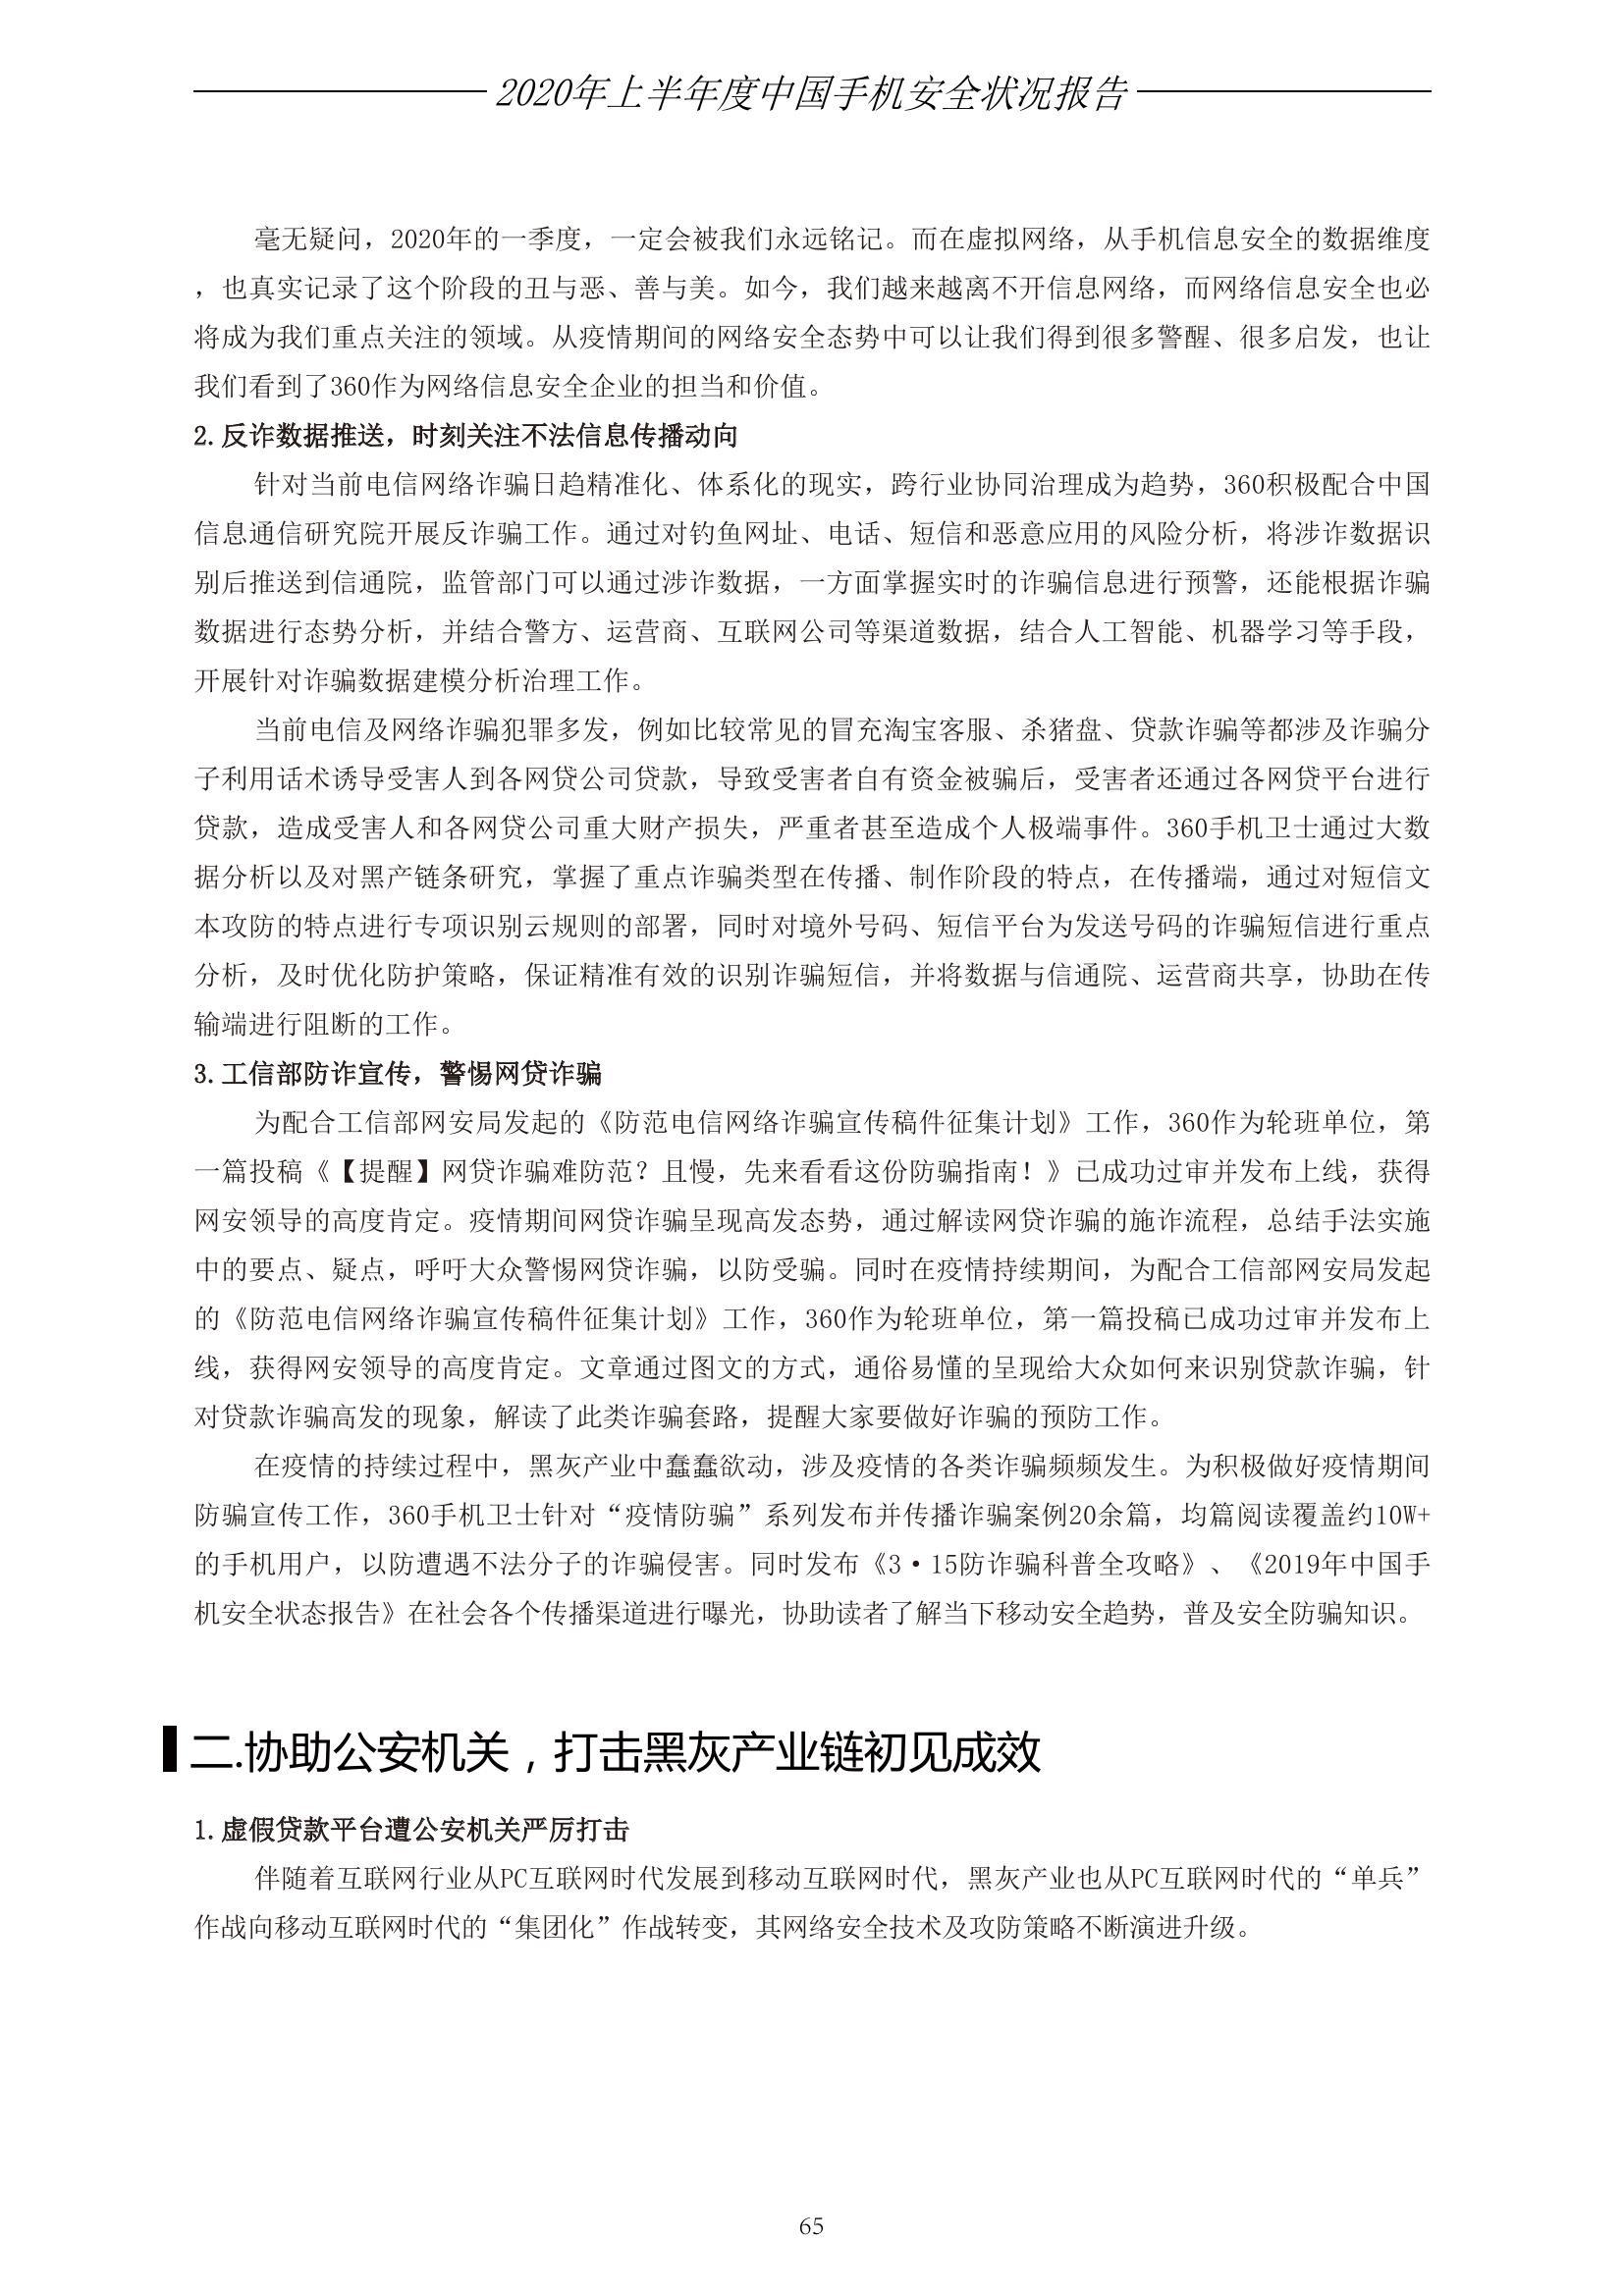 2020年上半年度中国手机安全状况报告
毫无疑问，2020年的一季度，一定会被我们永远铭记。而在虚拟网络，从手机信息安全的数据维度
，也真实记录了这个阶段的丑与恶、善与美。如今，我们越来越离不开信息网络，而网络信息安全也必
将成为我们重点关注的领域。从疫情期间的网络安全态势中可以让我们得到很多警醒、很多启发，也让
我们看到了360作为网络信息安全企业的担当和价值。
2.反诈数据推送，时刻关注不法信息传播动向
针对当前电信网络诈骗日趋精准化、体系化的现实，跨行业协同治理成为趋势，360积极配合中国
信息通信研究院开展反诈骗工作。通过对钓鱼网址、电话、短信和恶意应用的风险分析，将涉诈数据识
别后推送到信通院，监管部门可以通过涉诈数据，一方面掌握实时的诈骗信息进行预警，还能根据诈骗
数据进行态势分析，并结合警方、运营商、互联网公司等渠道数据，结合人工智能、机器学习等手段，
开展针对诈骗数据建模分析治理工作。
当前电信及网络诈骗犯罪多发，例如比较常见的冒充淘宝客服、杀猪盘、贷款诈骗等都涉及诈骗分
子利用话术诱导受害人到各网贷公司贷款，导致受害者自有资金被骗后，受害者还通过各网贷平台进行
贷款，造成受害人和各网贷公司重大财产损失，严重者甚至造成个人极端事件。360手机卫士通过大数
据分析以及对黑产链条研究，掌握了重点诈骗类型在传播、制作阶段的特点，在传播端，通过对短信文
本攻防的特点进行专项识别云规则的部署，同时对境外号码、短信平台为发送号码的诈骗短信进行重点
分析，及时优化防护策略，保证精准有效的识别诈骗短信，并将数据与信通院、运营商共享，协助在传
输端进行阻断的工作。
3.工信部防诈宣传，警惕网贷诈骗
为配合工信部网安局发起的《防范电信网络诈骗宣传稿件征集计划》工作，360作为轮班单位，第
一篇投稿《【提醒】网贷诈骗难防范？且慢，先来看看这份防骗指南！》已成功过审并发布上线，获得
网安领导的高度肯定。疫情期间网贷诈骗呈现高发态势，通过解读网贷诈骗的施诈流程，总结手法实施
中的要点、疑点，呼吁大众警惕网贷诈骗，以防受骗。同时在疫情持续期间，为配合工信部网安局发起
的《防范电信网络诈骗宣传稿件征集计划》工作，360作为轮班单位，第一篇投稿已成功过审并发布上
线，获得网安领导的高度肯定。文章通过图文的方式，通俗易懂的呈现给大众如何来识别贷款诈骗，针
对贷款诈骗高发的现象，解读了此类诈骗套路，提醒大家要做好诈骗的预防工作。
在疫情的持续过程中，黑灰产业中蠢蠢欲动，涉及疫情的各类诈骗频频发生。为积极做好疫情期间
防骗宣传工作，360手机卫士针对“疫情防骗”系列发布并传播诈骗案例20余篇，均篇阅读覆盖约10W+
的手机用户，以防遭遇不法分子的诈骗侵害。同时发布《3·15防诈骗科普全攻略》、《2019年中国手
机安全状态报告》在社会各个传播渠道进行曝光，协助读者了解当下移动安全趋势，普及安全防骗知识。
二.协助公安机关，打击黑灰产业链初见成效
1.虚假贷款平台遭公安机关严厉打击
伴随着互联网行业从PC互联网时代发展到移动互联网时代，黑灰产业也从PC互联网时代的“单兵”
作战向移动互联网时代的“集团化”作战转变，其网络安全技术及攻防策略不断演进升级。
65